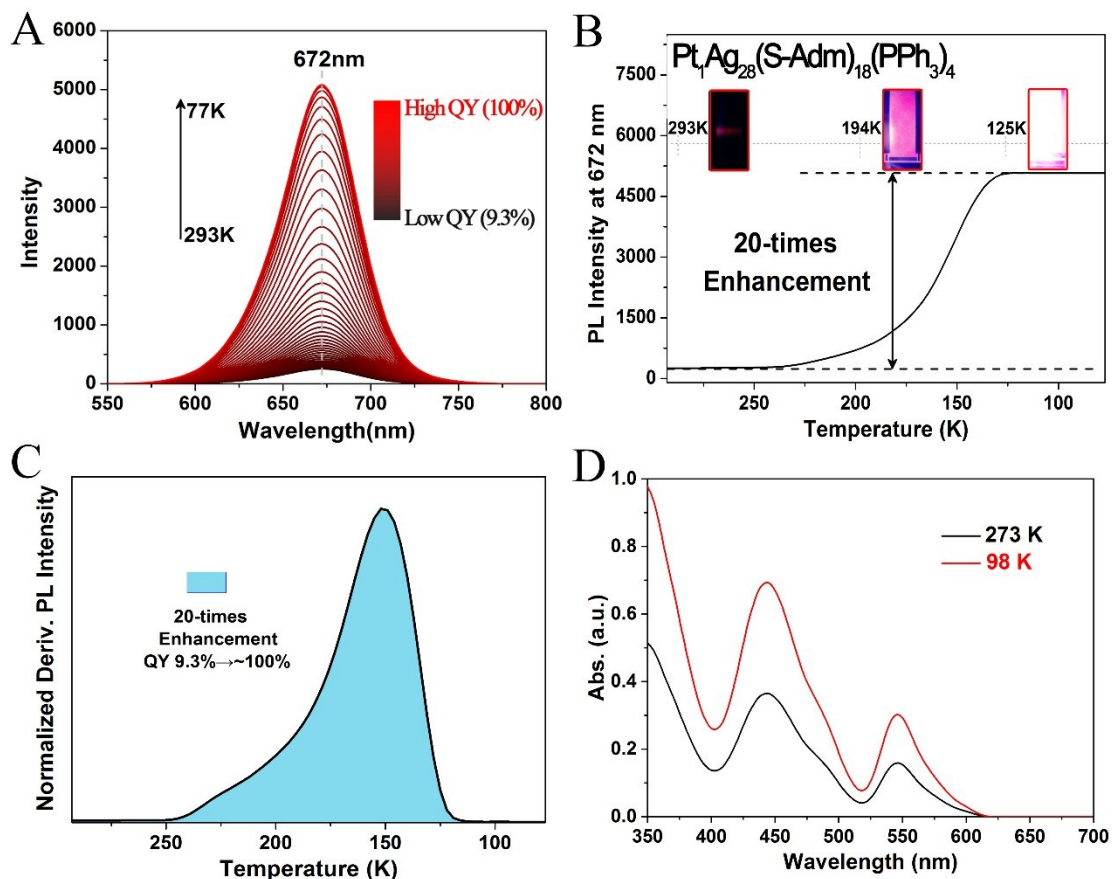 A
6000
5000
4000
3000
2000
1000
0
Intensity
672nm
77K
293K
High QY (100%)
Low QY (9.3%)
550 600 650 700 750 800
Wavelength(nm)
B
Pt₁Ag₂₈(S-Adm)₁₈(PPh₃)₄
7500
6000
4500
3000
1500
0
PL Intensity at 672 nm
293K
194K
125K
20-times
Enhancement
250 200 150 100
Temperature (K)
C
Normalized Deriv. PL Intensity
20-times
Enhancement
QY 9.3%→~100%
250 200 150 100
Temperature (K)
D
1.0
0.8
0.6
0.4
0.2
0.0
Abs. (a.u.)
273 K
98 K
350 400 450 500 550 600 650 700
Wavelength (nm)